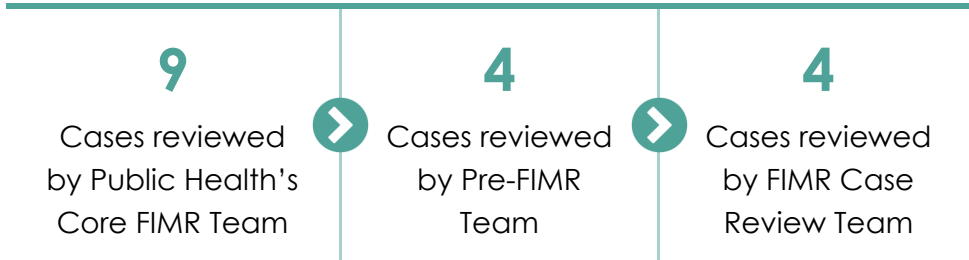 9
Cases reviewed
by Public Health's
Core FIMR Team
4
Cases reviewed
by Pre-FIMR
Team
4
Cases reviewed
by FIMR Case
Review Team